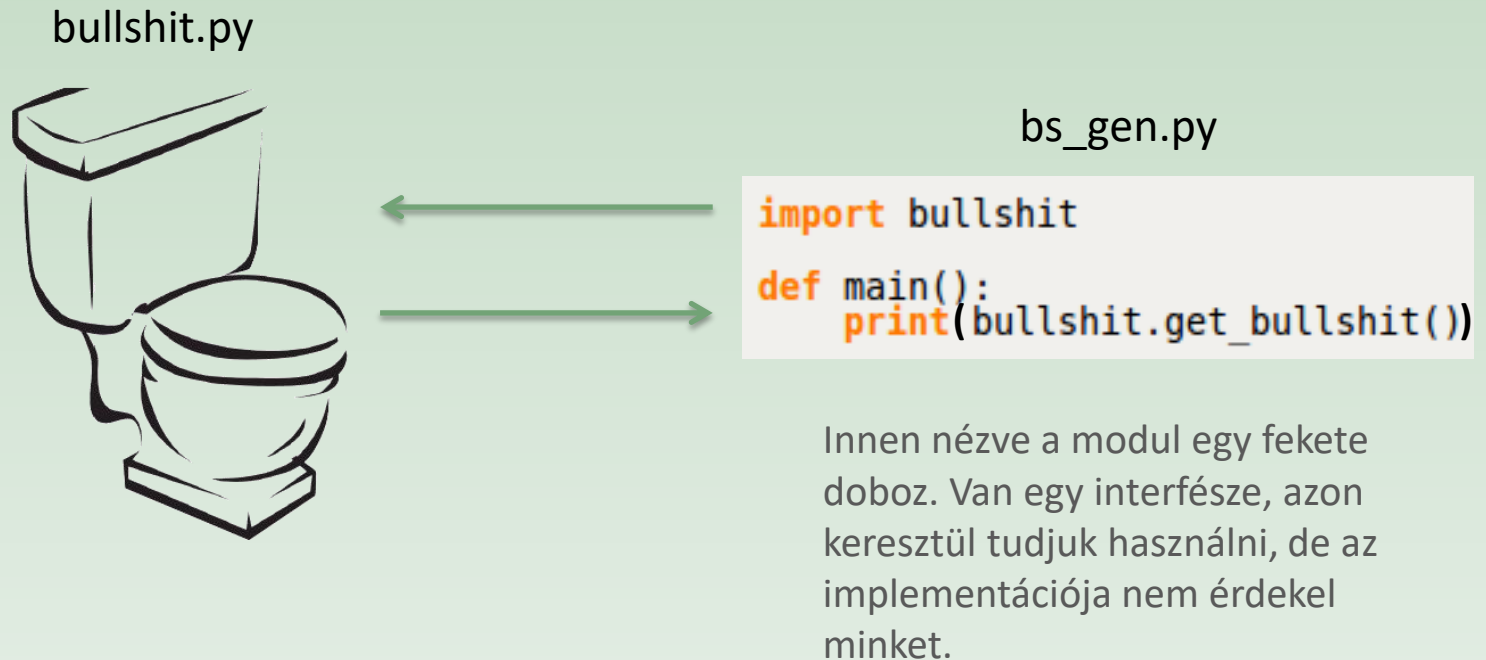 bullshit.py
bs_gen.py
import bullshit
def main():
    print(bullshit.get_bullshit())
Innen nézve a modul egy fekete
doboz. Van egy interfésze, azon
keresztül tudjuk használni, de az
implementációja nem érdekel
minket.